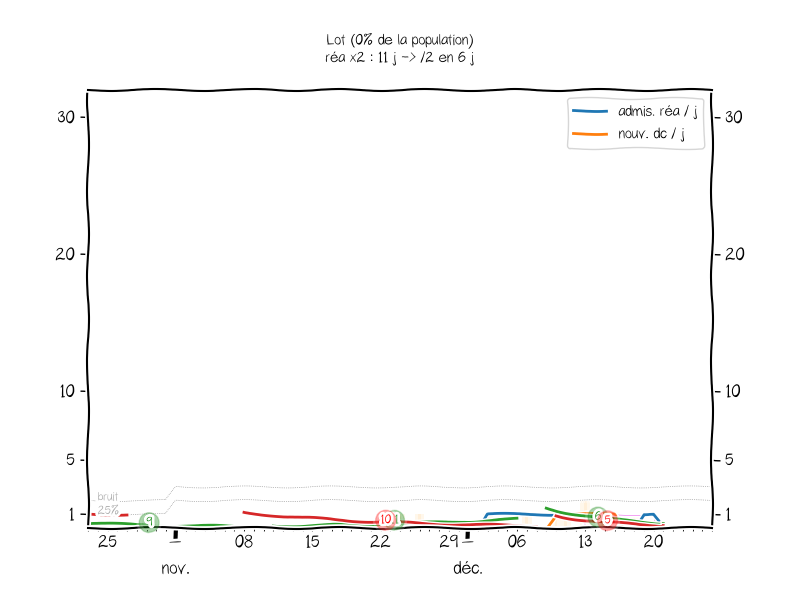 Lot (0% de la population)
réa x2 : 11 j -> /2 en 6 j
admis. réa / j
nouv. dc / j
30 30
20 20
10 10
5 5
bruit
25%
1 1
9 10 5
25 08 15 22 29 06 13 20
nov. déc.